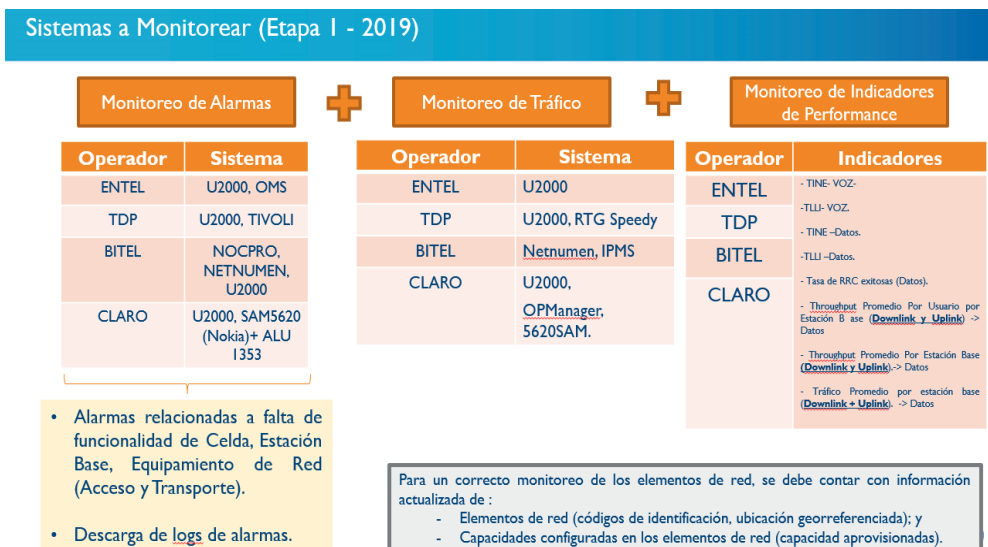 Sistemas a Monitorear (Etapa 1 - 2019)
Monitoreo de Alarmas
Monitoreo de Tráfico
Monitoreo de Indicadores
de Performance
Operador Sistema
ENTEL U2000, OMS
TDP U2000, TIVOLI
BITEL NOCPRO,
NETNUMEN,
U2000
CLARO U2000, SAM5620
(Nokia)+ ALU
1353
Operador Sistema
ENTEL U2000
TDP U2000, RTG Speedy
BITEL Netnumen, IPMS
CLARO U2000,
OPManager,
5620SAM.
Operador Indicadores
ENTEL
TDP
BITEL
CLARO
- TINE- VOZ-
-TLLI- VOZ.
- TINE –Datos.
-TLLI –Datos.
- Tasa de RRC exitosas (Datos).
- Throughput Promedio Por Usuario por
Estación B ase (Downlink y Uplink) ->
Datos
- Throughput Promedio Por Estación Base
(Downlink y Uplink).-> Datos
- Tráfico Promedio por estación base
(Downlink + Uplink). -> Datos
• Alarmas relacionadas a falta de
funcionalidad de Celda, Estación
Base, Equipamiento de Red
(Acceso y Transporte).
• Descarga de logs de alarmas.
Para un correcto monitoreo de los elementos de red, se debe contar con información
actualizada de :
- Elementos de red (códigos de identificación, ubicación georreferenciada); y
- Capacidades configuradas en los elementos de red (capacidad aprovisionadas).